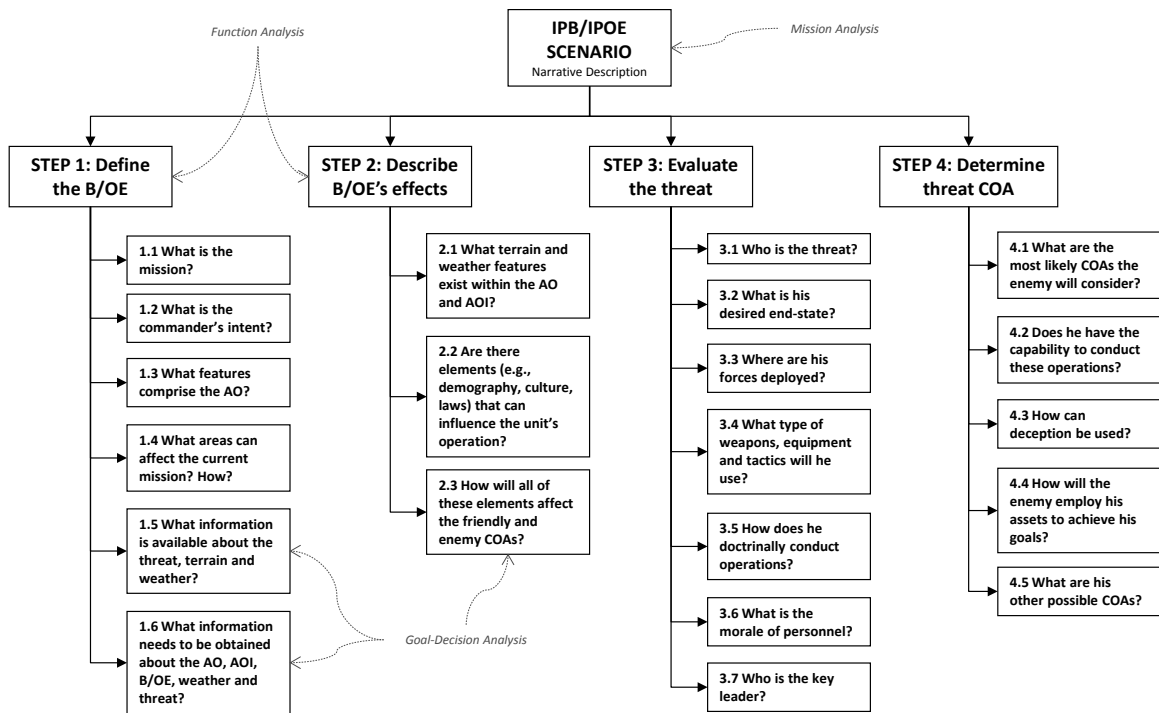 Function Analysis
IPB/IPOE
SCENARIO
Narrative Description
Mission Analysis
STEP 1: Define
the B/OE
1.1 What is the
mission?
1.2 What is the
commander's intent?
1.3 What features
comprise the AO?
1.4 What areas can
affect the current
mission? How?
1.5 What information
is available about the
threat, terrain and
weather?
1.6 What information
needs to be obtained
about the AO, AOI,
B/OE, weather and
threat?
STEP 2: Describe
B/OE's effects
2.1 What terrain and
weather features
exist within the AO
and AOI?
2.2 Are there
elements (e.g.,
demography, culture,
laws) that can
influence the unit's
operation?
2.3 How will all of
these elements affect
the friendly and
enemy COAs?
Goal-Decision Analysis
STEP 3: Evaluate
the threat
3.1 Who is the threat?
3.2 What is his
desired end-state?
3.3 Where are his
forces deployed?
3.4 What type of
weapons, equipment
and tactics will he
use?
3.5 How does he
doctrinally conduct
operations?
3.6 What is the
morale of personnel?
3.7 Who is the key
leader?
STEP 4: Determine
threat COA
4.1 What are the
most likely COAs the
enemy will consider?
4.2 Does he have the
capability to conduct
these operations?
4.3 How can
deception be used?
4.4 How will the
enemy employ his
assets to achieve his
goals?
4.5 What are his
other possible COAs?